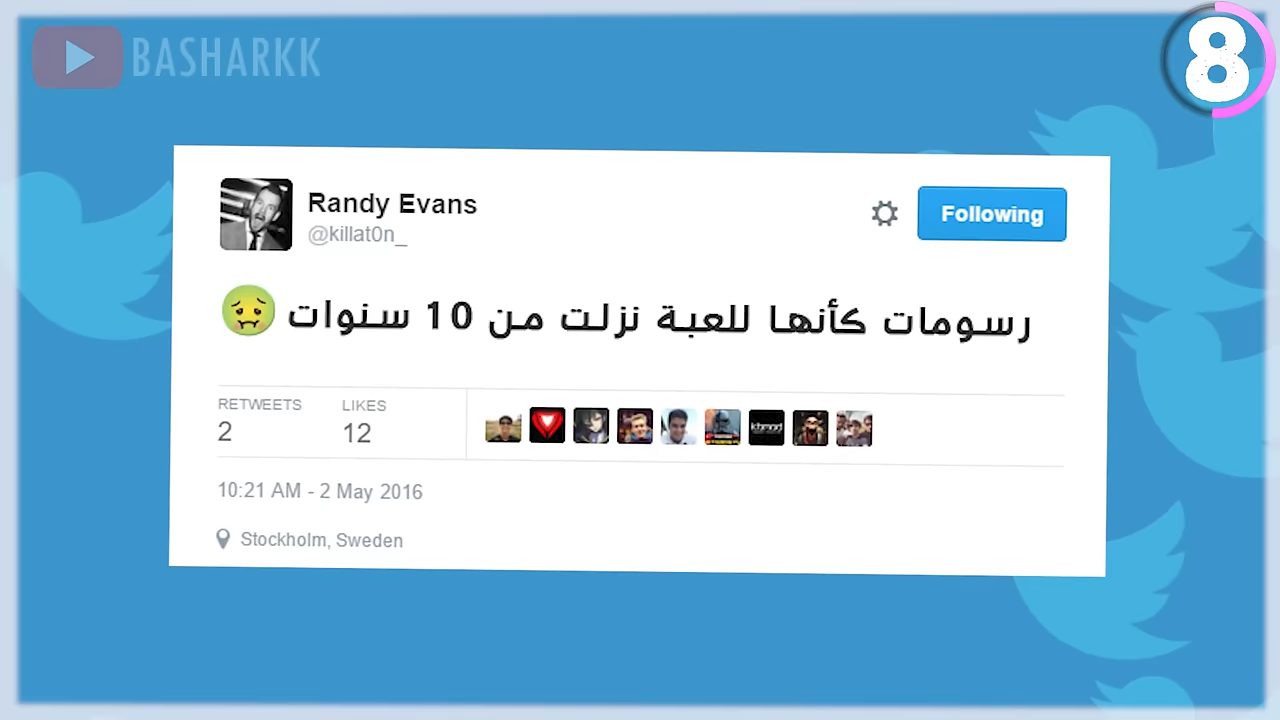 BASHARKK
8
Randy Evans
@killat0n_
Following
رسومات كأنها للعبة نزلت من 10 سنوات 🤢
RETWEETS
2
LIKES
12
10:21 AM - 2 May 2016
Stockholm, Sweden